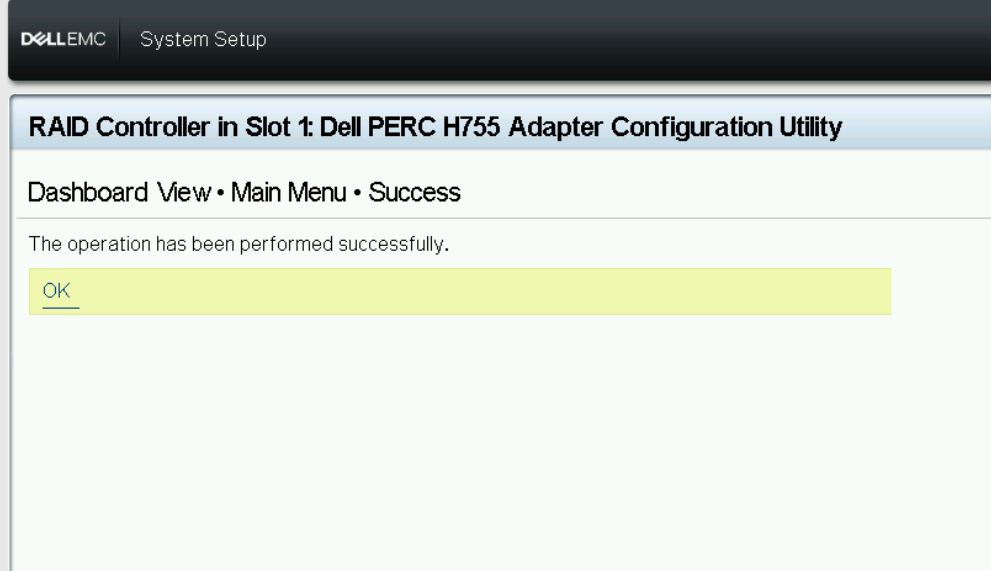 DELLEMC System Setup
RAID Controller in Slot 1: Dell PERC H755 Adapter Configuration Utility
Dashboard View • Main Menu • Success
The operation has been performed successfully.
OK